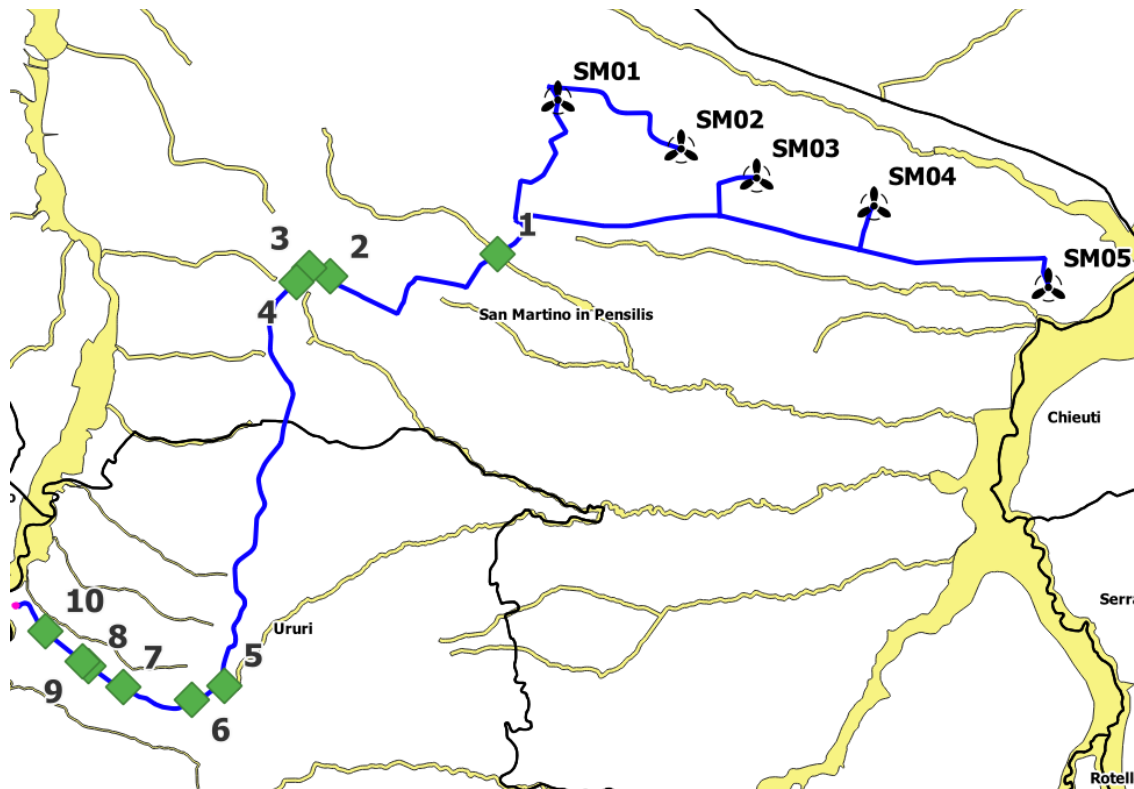 SM01
SM02
SM03
SM04
SM05
1
2
3
4
San Martino in Pensilis
Chieuti
10
8
7
5
9
6
Ururi
Serra
Rotell